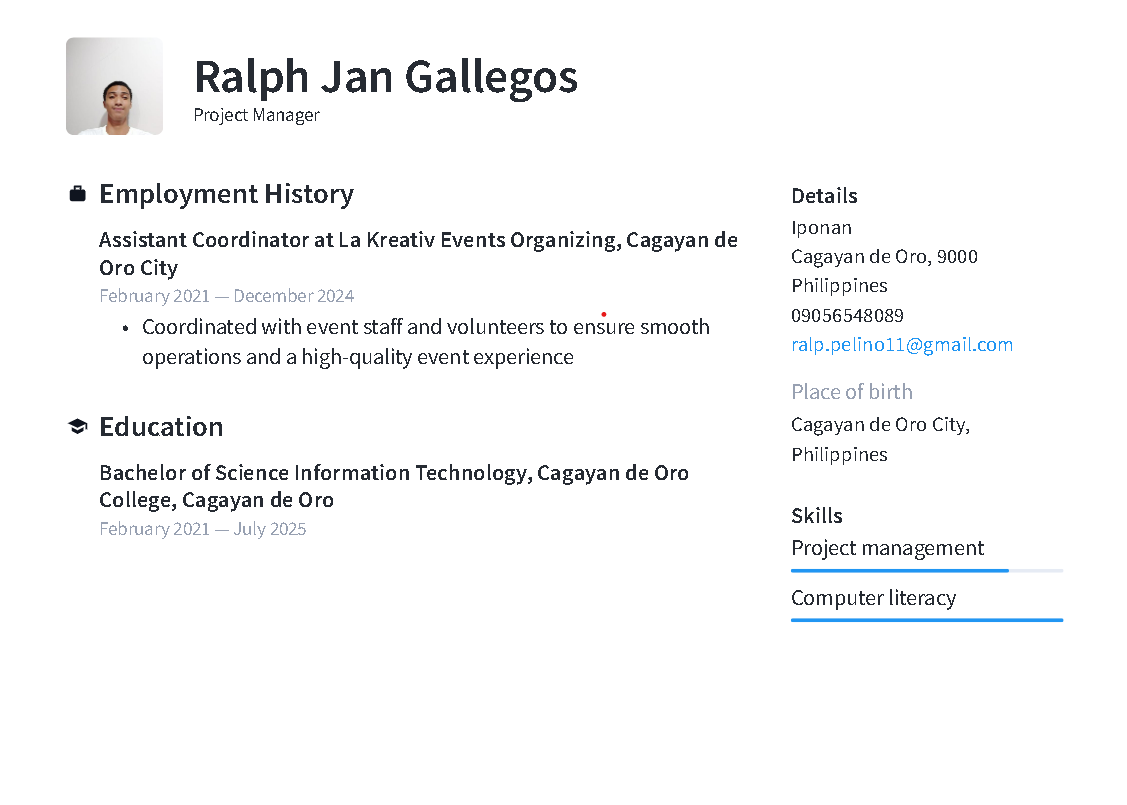 Ralph Jan Gallegos
Project Manager
Employment History
Assistant Coordinator at La Kreativ Events Organizing, Cagayan de
Oro City
February 2021 — December 2024
• Coordinated with event staff and volunteers to ensure smooth
operations and a high-quality event experience
Education
Bachelor of Science Information Technology, Cagayan de Oro
College, Cagayan de Oro
February 2021 — July 2025
Details
Iponan
Cagayan de Oro, 9000
Philippines
09056548089
ralp.pelino11@gmail.com
Place of birth
Cagayan de Oro City,
Philippines
Skills
Project management
Computer literacy